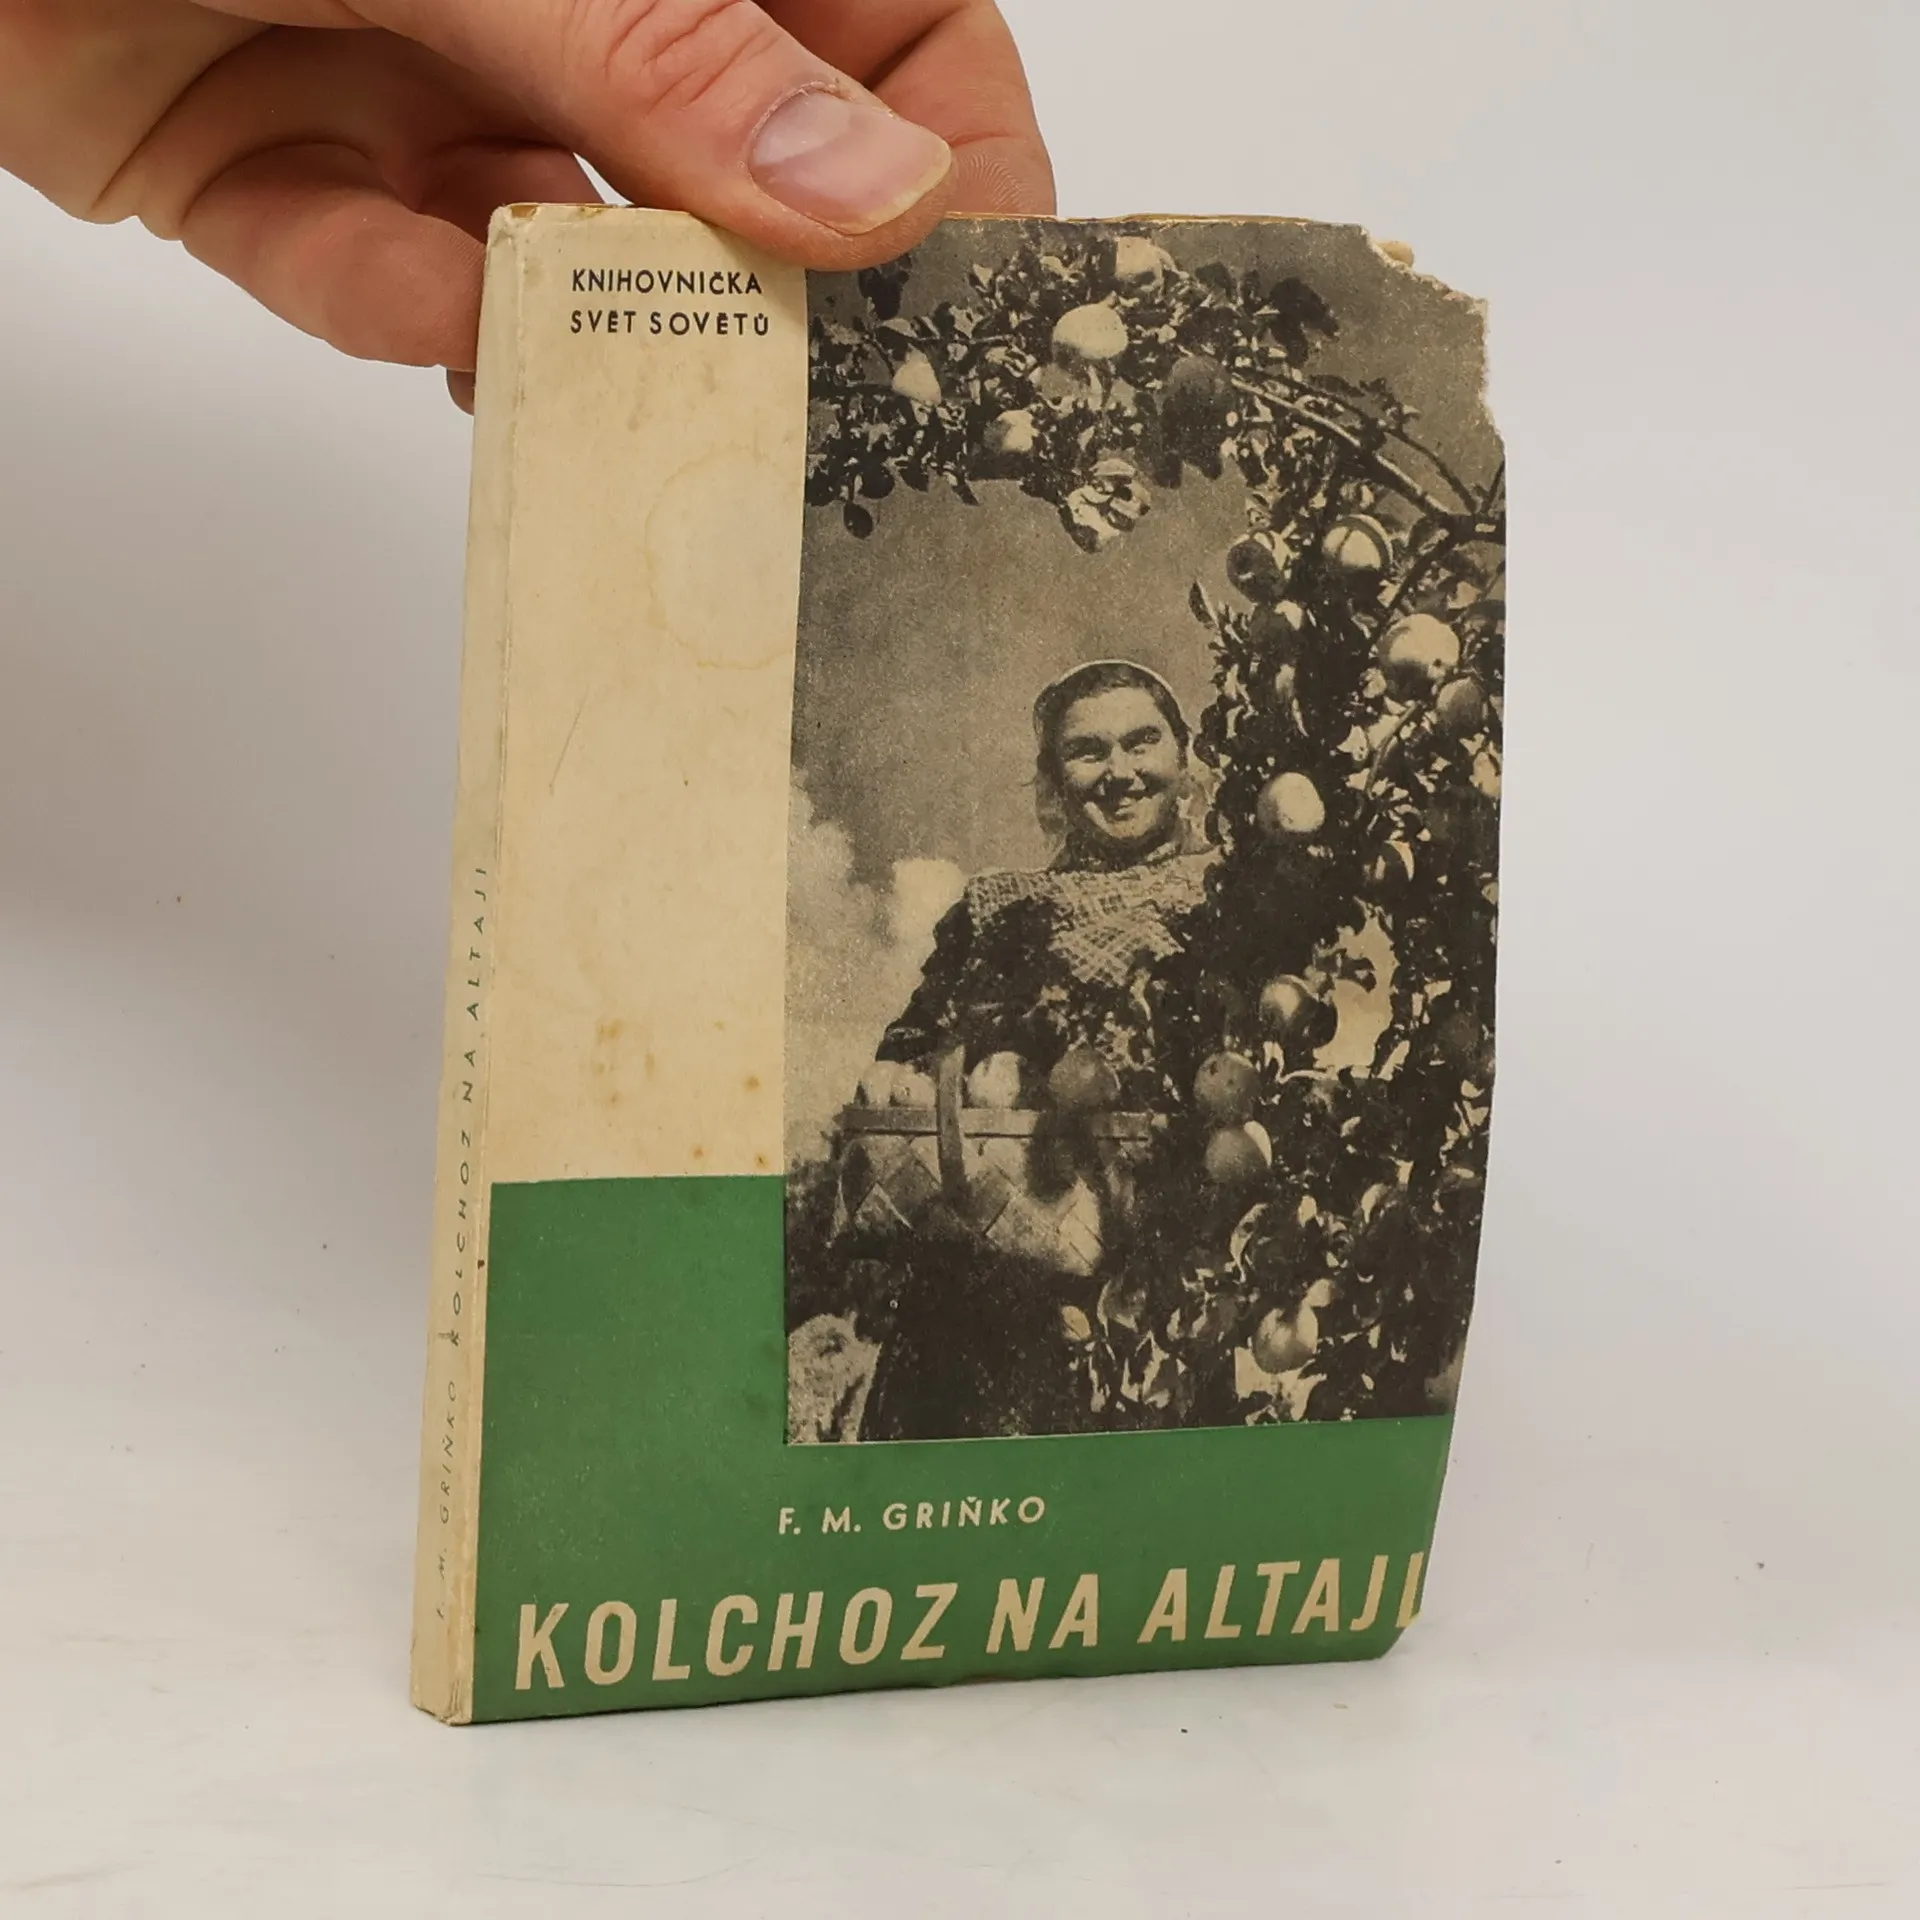 KNIHOVNIČKA
SVĚT SOVĚTŮ
F. M. GRIŇKO
KOLCHOZ NA ALTAJI
F. M. GRIŇKO KOLCHOZ NA ALTAJI